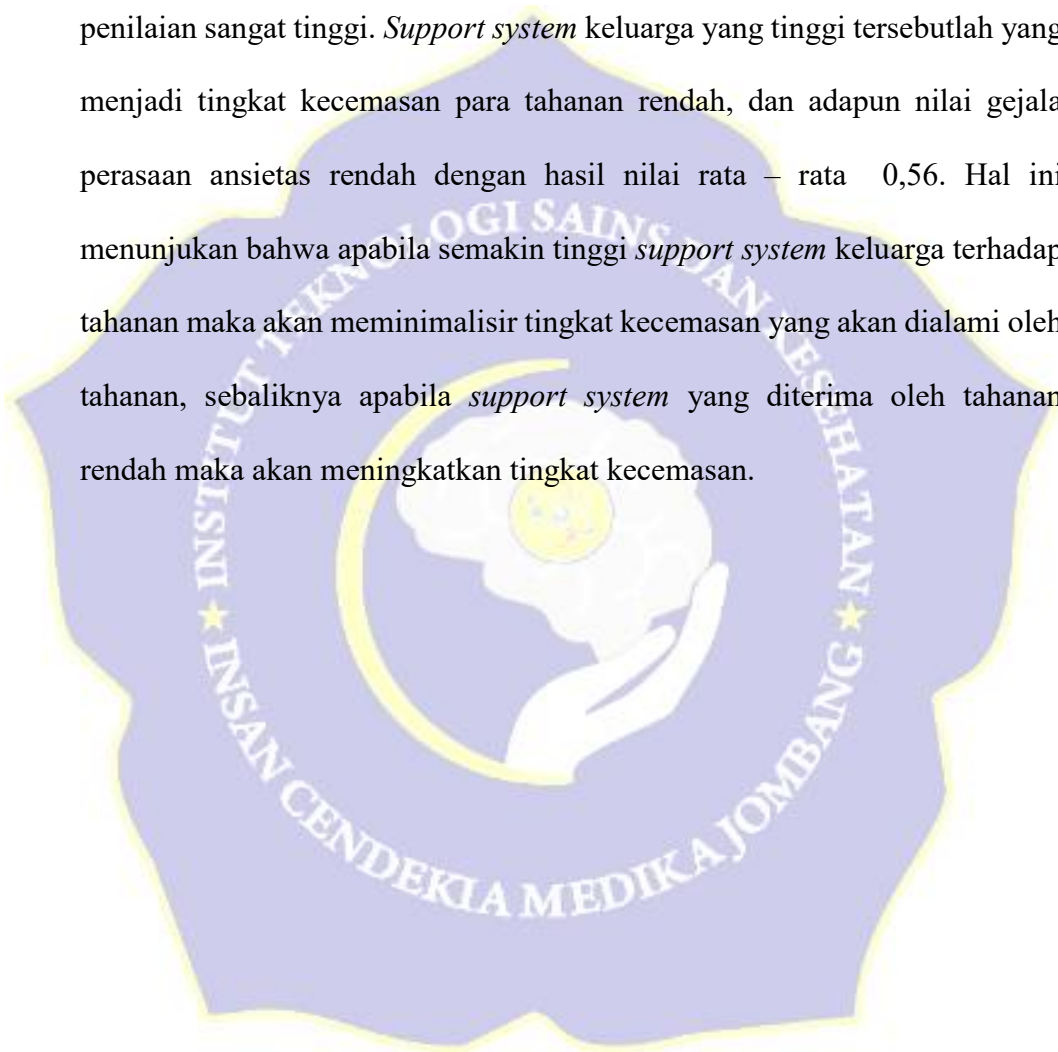 penilaian sangat tinggi. Support system keluarga yang tinggi tersebutlah yang
menjadi tingkat kecemasan para tahanan rendah, dan adapun nilai gejala
perasaan ansietas rendah dengan hasil nilai rata – rata 0,56. Hal ini
menunjukan bahwa apabila semakin tinggi support system keluarga terhadap
tahanan maka akan meminimalisir tingkat kecemasan yang akan dialami oleh
tahanan, sebaliknya apabila support system yang diterima oleh tahanan
rendah maka akan meningkatkan tingkat kecemasan.
INSTITUT TEKNOLOGI SAINS DAN KESEHATAN
INSAN CENDEKIA MEDIKA JOMBANG